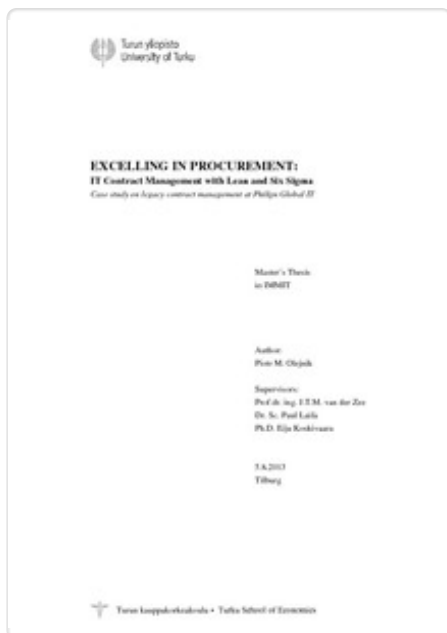 Turun yliopisto
University of Turku
EXCELLING IN PROCUREMENT:
IT Contract Management with Lean and Six Sigma
Case study on legacy contract management at Philips Global IT
Master's Thesis
in IMMIT
Author:
Piotr M. Olejnik
Supervisors:
Prof.dr. ing. van der Zee
Dr. Sc. Paul
Ph.D. Eija Koskivaara
5.6.2013
Tilburg
Turun kauppakorkeakoulu • Turku School of Economics